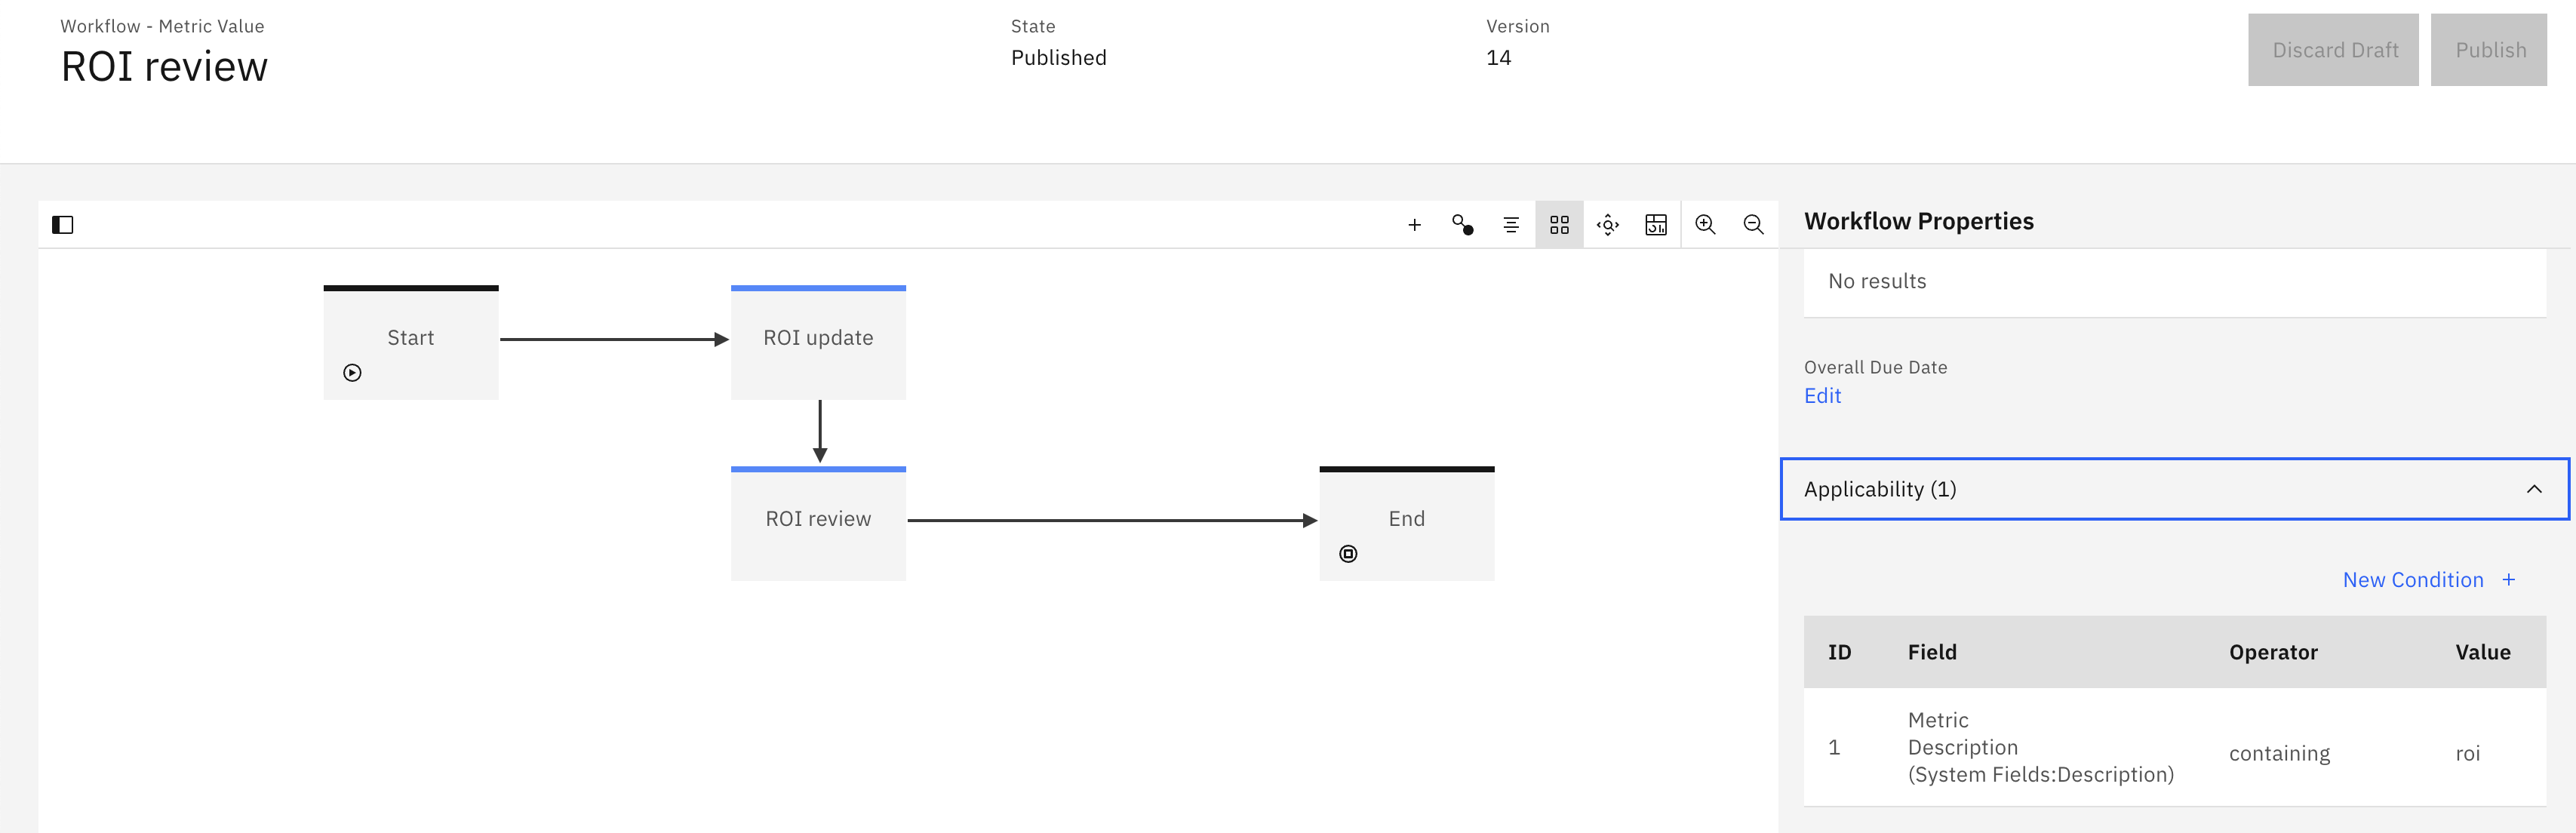 Workflow - Metric Value
ROI review
State
Published
Version
14
Discard Draft
Publish
Workflow Properties
No results
Overall Due Date
Edit
Applicability (1)
New Condition +
ID Field Operator Value
1 Metric Description (System Fields:Description) containing roi
Start
ROI update
ROI review
End